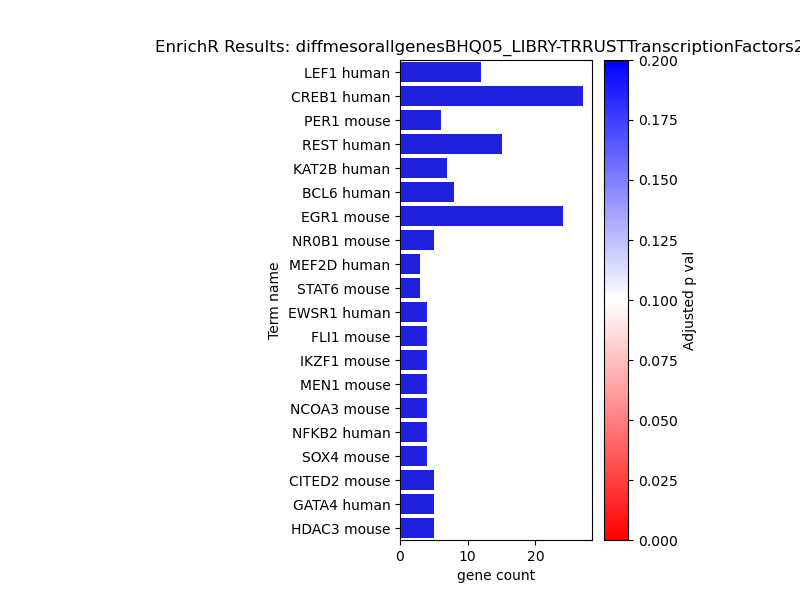 EnrichR Results: diffmesorallgenesBHQ05_LIBRY-TRRUSTTranscriptionFactors2
LEF1 human
CREB1 human
PER1 mouse
REST human
KAT2B human
BCL6 human
EGR1 mouse
NR0B1 mouse
MEF2D human
STAT6 mouse
EWSR1 human
FLI1 mouse
IKZF1 mouse
MEN1 mouse
NCOA3 mouse
NFKB2 human
SOX4 mouse
CITED2 mouse
GATA4 human
HDAC3 mouse
Term name
0 10 20
gene count
0.200
0.175
0.150
0.125
0.100
0.075
0.050
0.025
0.000
Adjusted p val